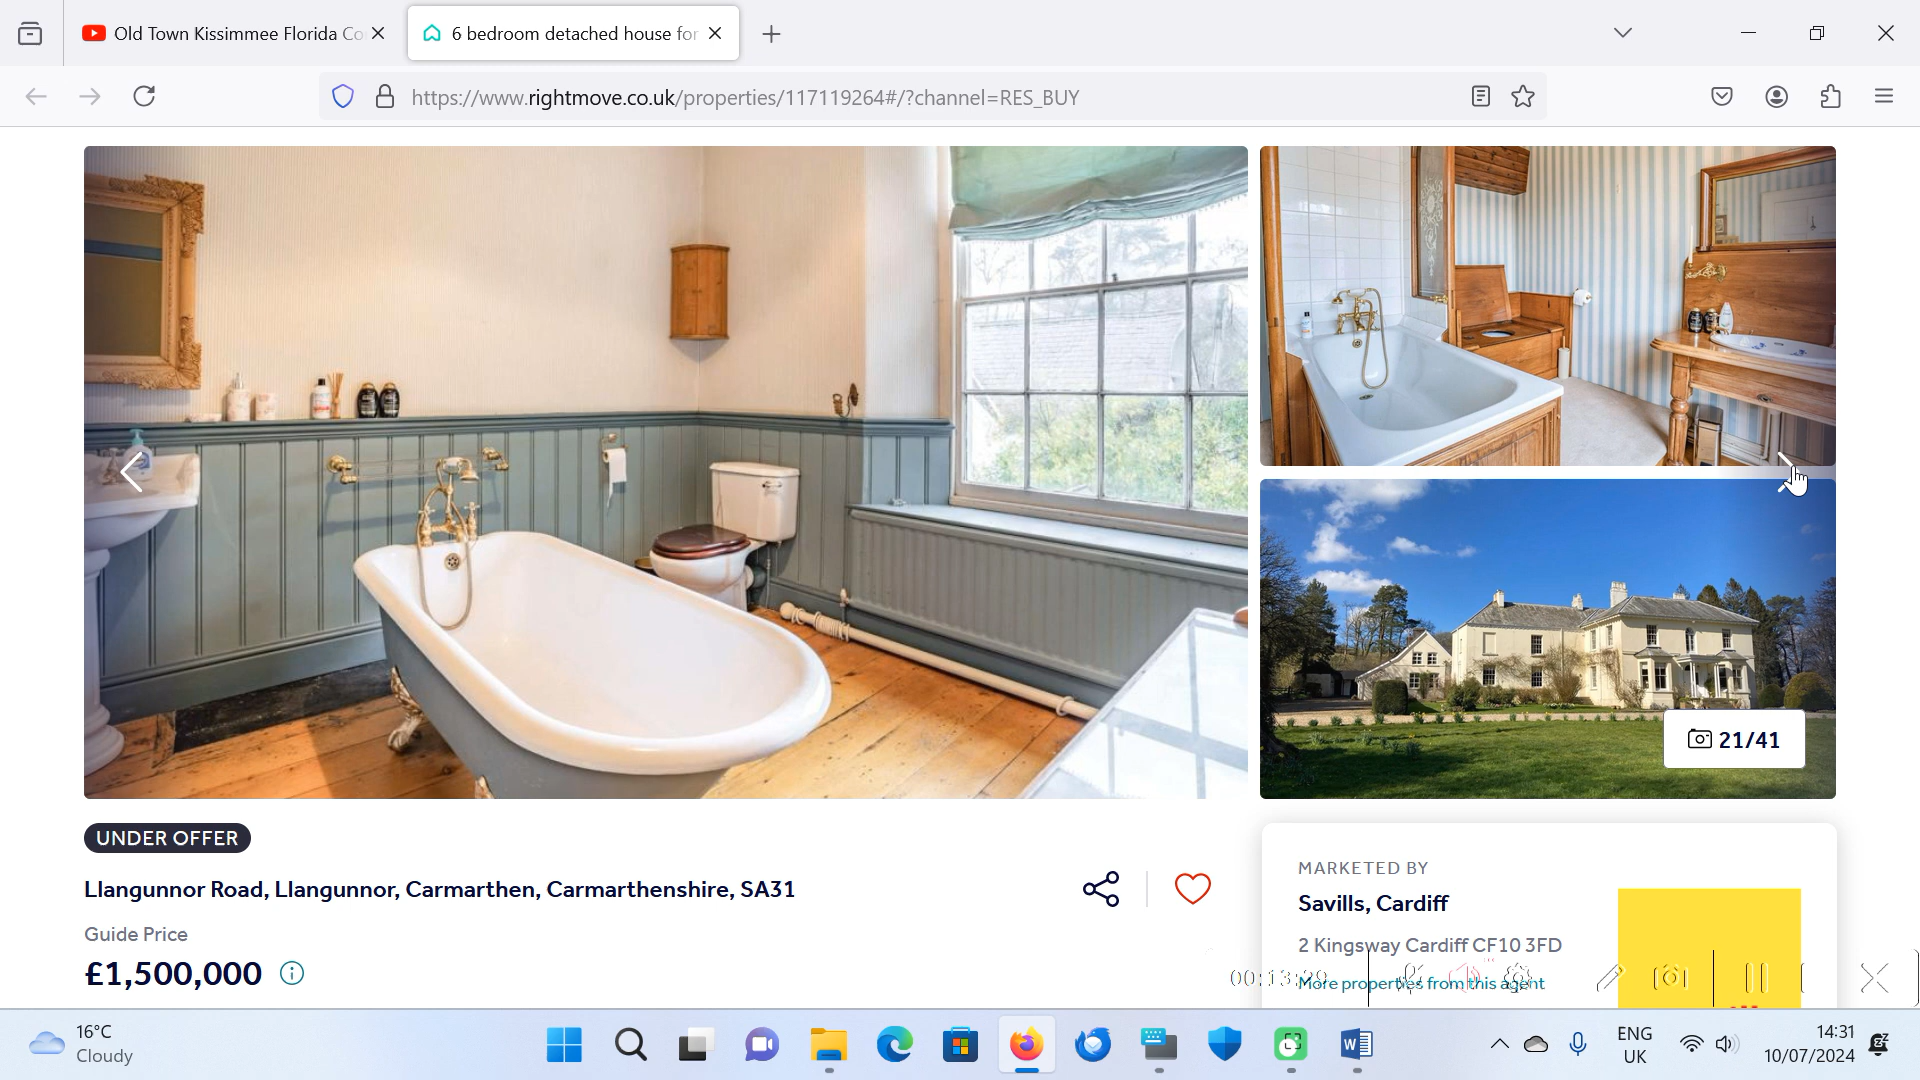 Old Town Kissimmee Florida Co
6 bedroom detached house for
https://www.rightmove.co.uk/properties/117119264#/?channel=RES_BUY
21/41
UNDER OFFER
Llangunnor Road, Llangunnor, Carmarthen, Carmarthenshire, SA31
Guide Price
£1,500,000
MARKETED BY
Savills, Cardiff
2 Kingsway Cardiff CF10 3FD
More properties from this agent
00:13:29
16°C
Cloudy
ENG
UK
14:31
10/07/2024